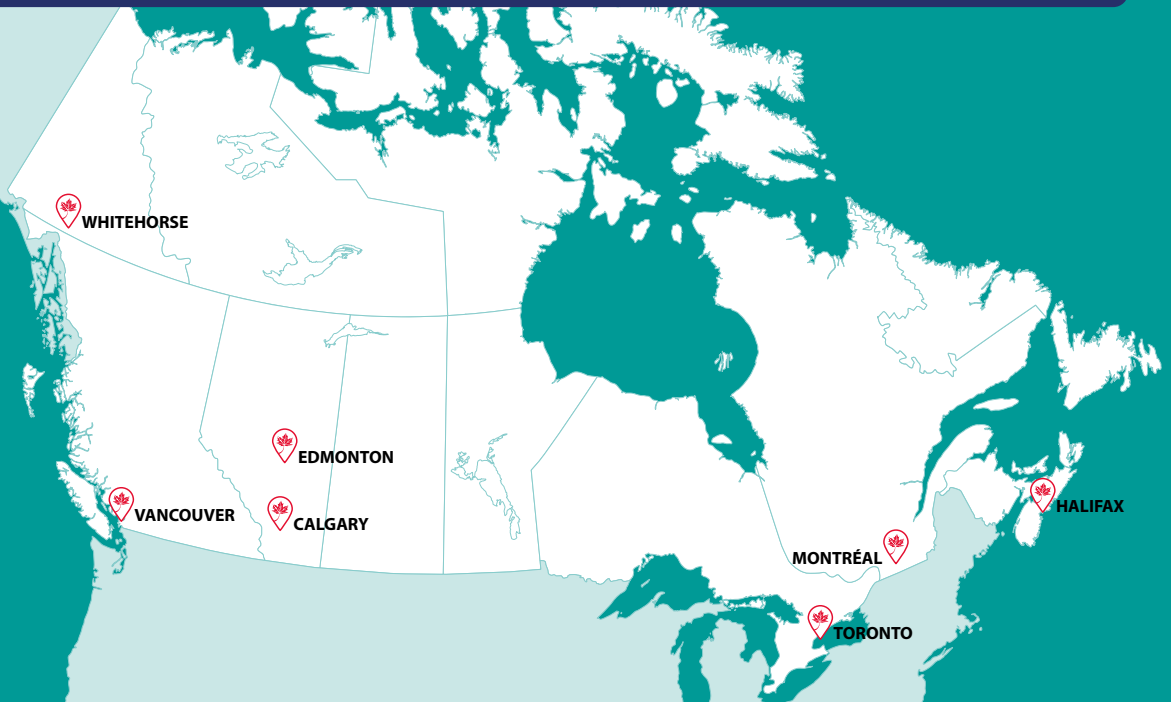 WHITEHORSE
EDMONTON
VANCOUVER
CALGARY
HALIFAX
MONTRÉAL
TORONTO